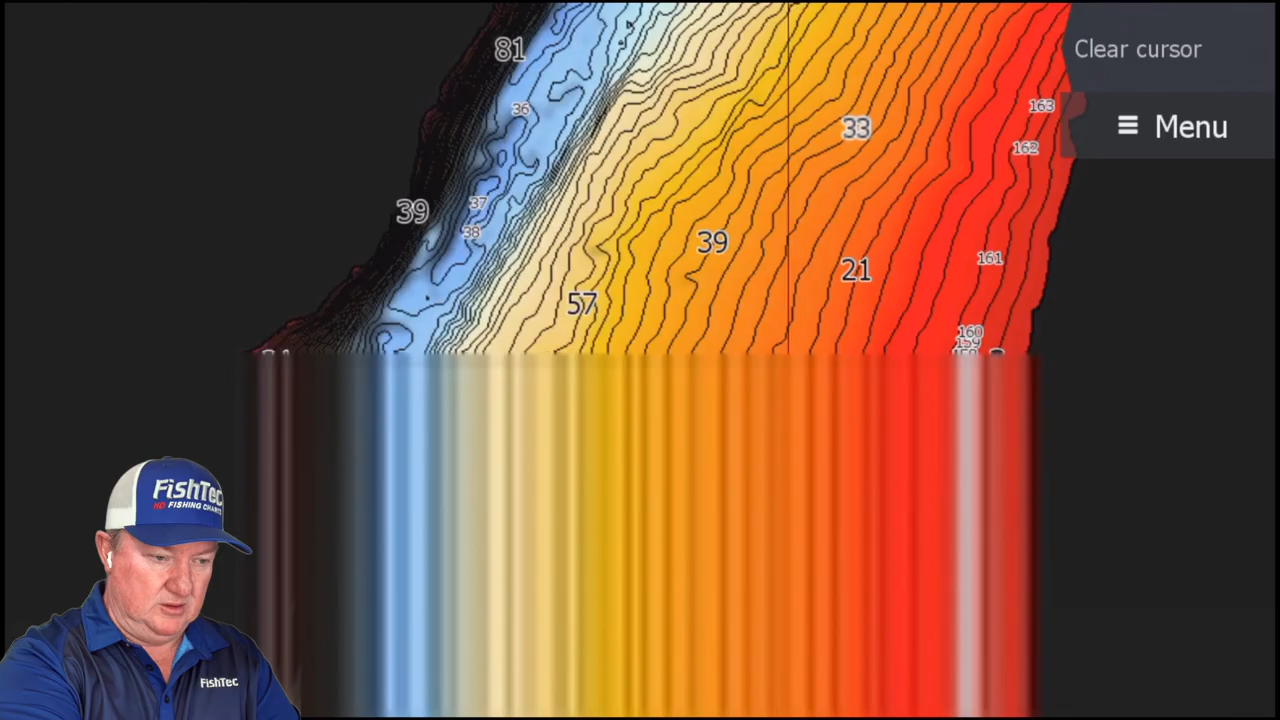 Clear cursor
≡ Menu
81
36
163
33
162
37
39
38
39
161
21
57
160
159
FishTec
HD FISHING CHARTS
FishTec